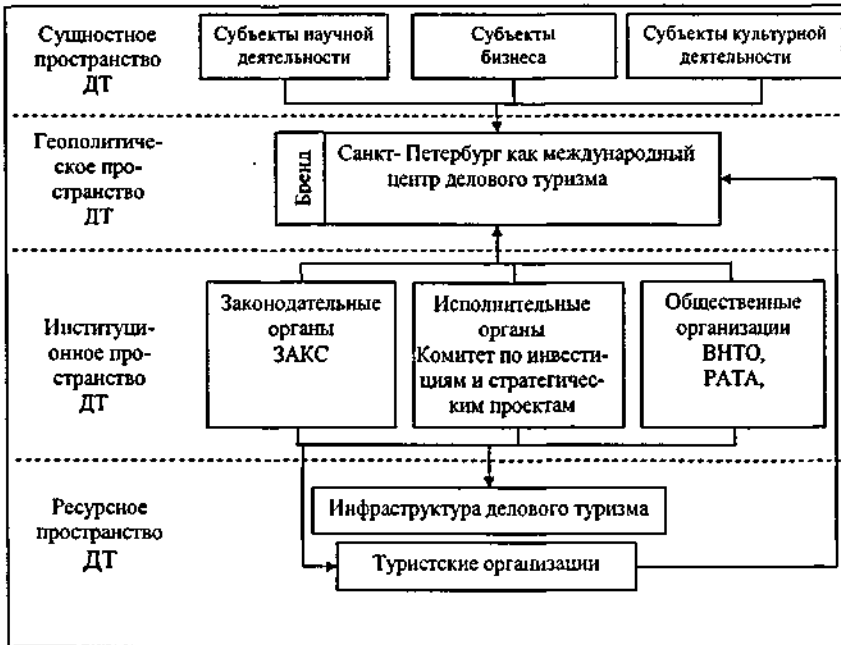 Сущностное
пространство
ДТ
Субъекты научной
деятельности
Субъекты
бизнеса
Субъекты культурной
деятельности
Геополитиче-
ское про-
странство
ДТ
Бренд
Санкт- Петербург как международный
центр делового туризма
Институци-
онное про-
странство
ДТ
Законодательные
органы
ЗАКС
Исполнительные
органы
Комитет по инвести-
циям и стратегичес-
ким проектам
Общественные
организации
ВНТО,
РАТА,
Ресурсное
пространство
ДТ
Инфраструктура делового туризма
Туристские организации